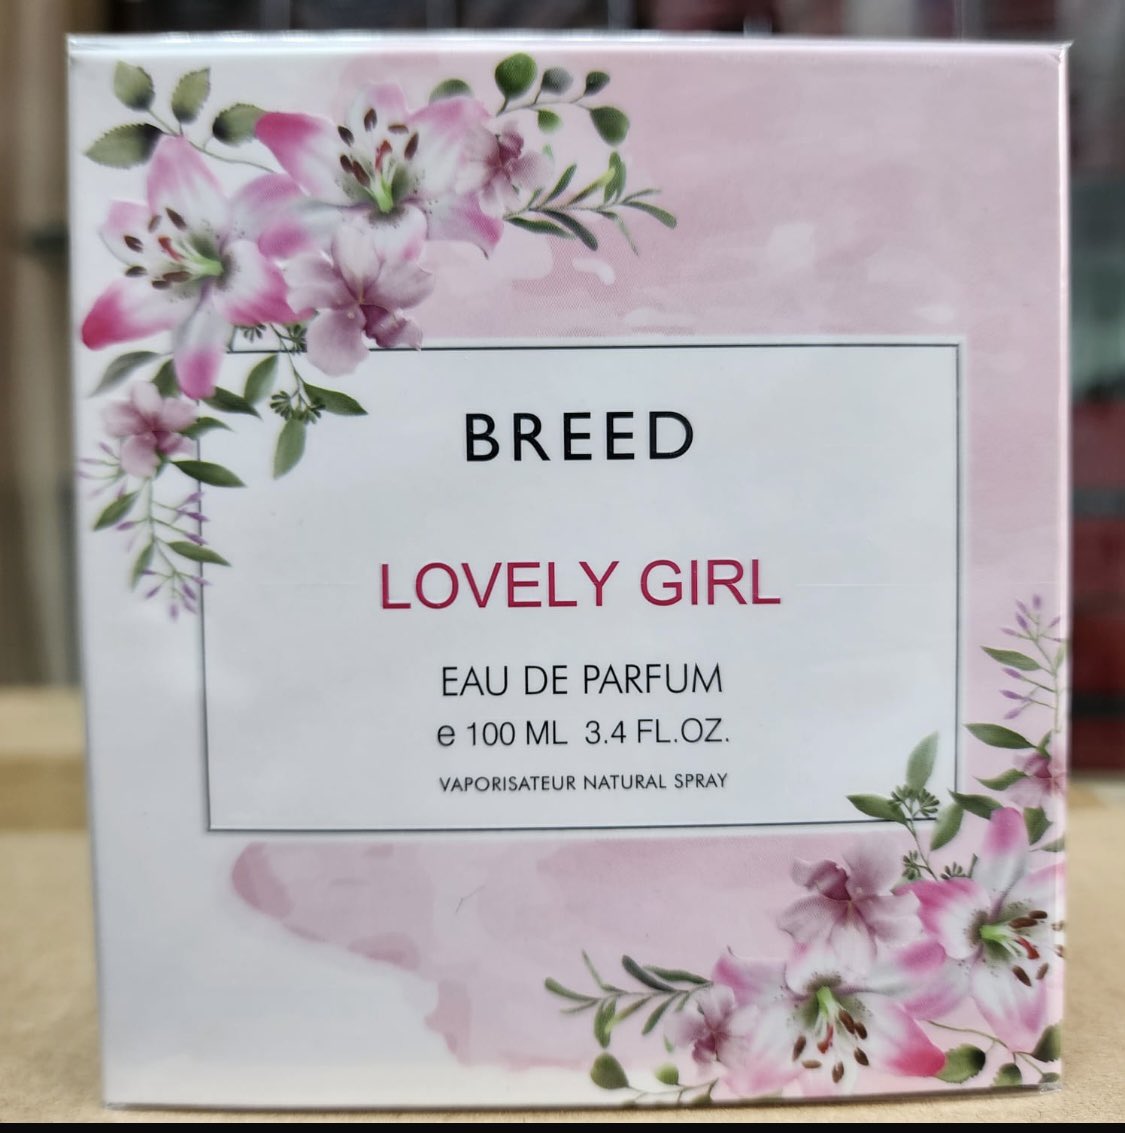 BREED
LOVELY GIRL
EAU DE PARFUM
℮ 100 ML 3.4 FL.OZ.
VAPORISATEUR NATURAL SPRAY